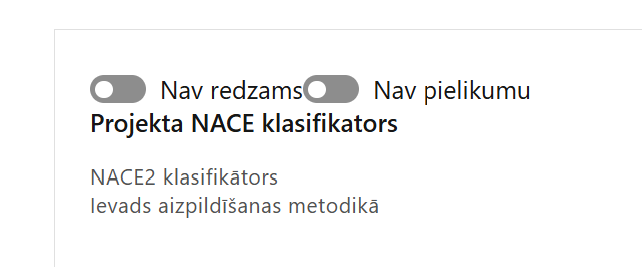 Nav redzams Nav pielikumu
Projekta NACE klasifikators
NACE2 klasifikātors
Ievads aizpildīšanas metodikā